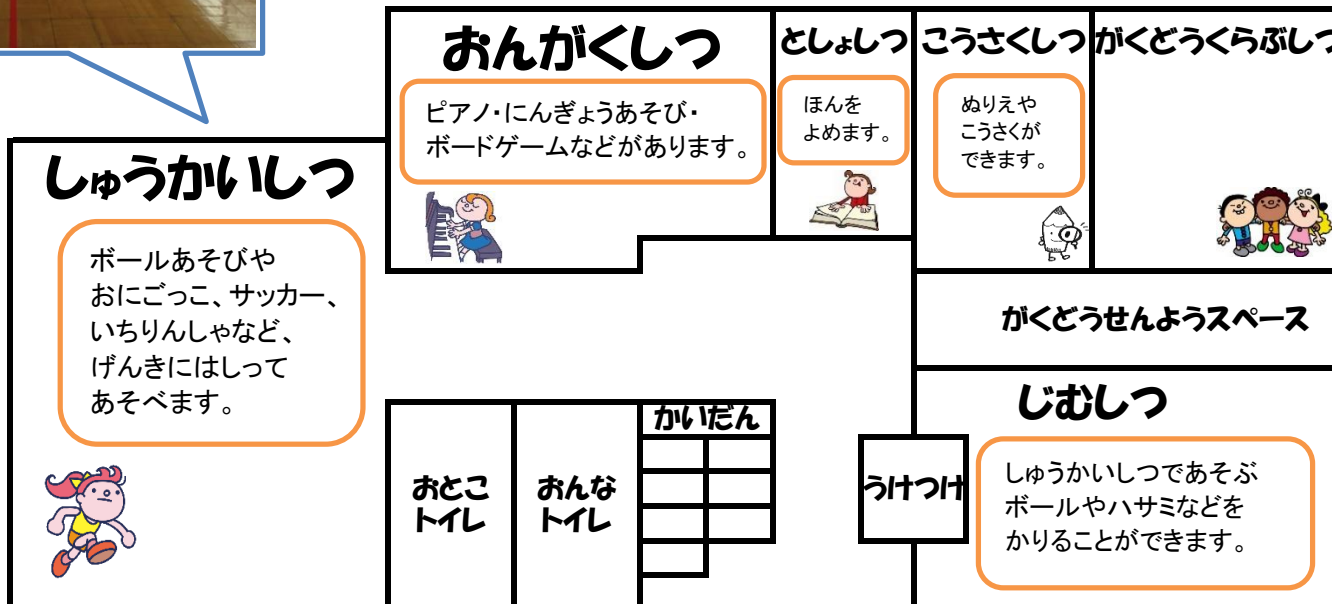 おんがくしつ
ピアノ・にんぎょうあそび・
ボードゲームなどがあります。
としょしつ
ほんを
よめます。
こうさくしつ
ぬりえや
こうさくが
できます。
がくどうくらぶしつ
しゅうかいしつ
ボールあそびや
おにごっこ、サッカー、
いちりんしゃなど、
げんきにはしって
あそべます。
がくどうせんようスペース
おとこ
トイレ
おんな
トイレ
かいだん
うけつけ
じむしつ
しゅうかいしつであそぶ
ボールやハサミなどを
かりることができます。